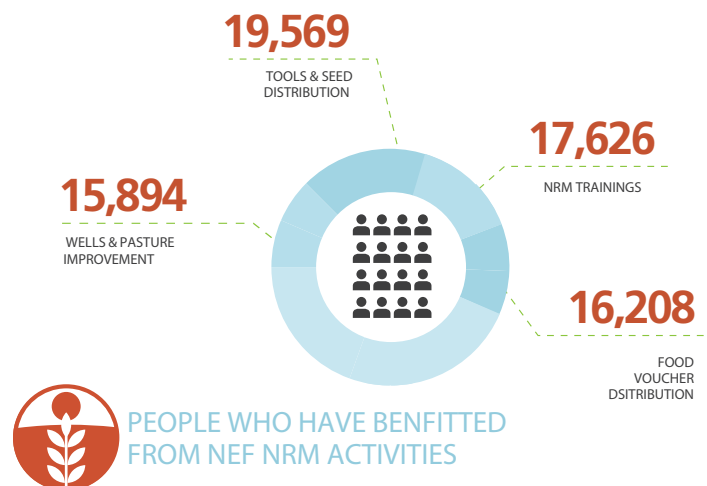 19,569
TOOLS & SEED
DISTRIBUTION
17,626
NRM TRAININGS
15,894
WELLS & PASTURE
IMPROVEMENT
16,208
FOOD
VOUCHER
DSITRIBUTION
PEOPLE WHO HAVE BENFITTED
FROM NEF NRM ACTIVITIES